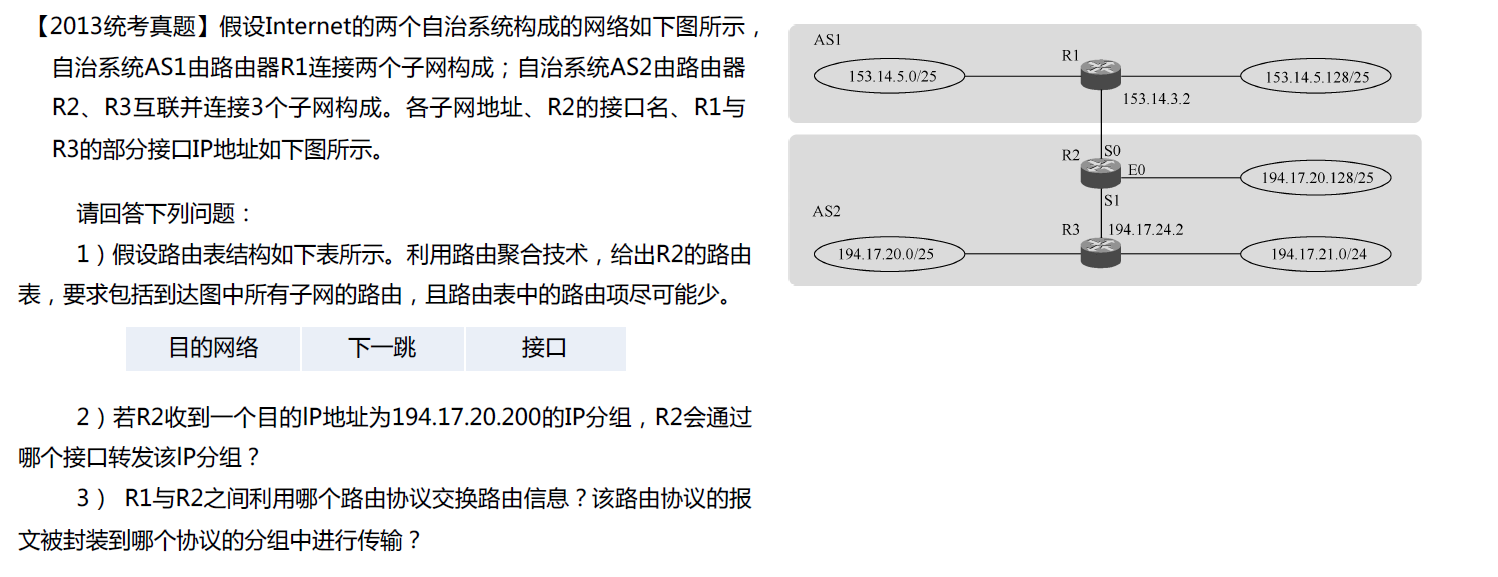 【2013统考真题】假设Internet的两个自治系统构成的网络如下图所示，
自治系统AS1由路由器R1连接两个子网构成；自治系统AS2由路由器
R2、R3互联并连接3个子网构成。各子网地址、R2的接口名、R1与
R3的部分接口IP地址如下图所示。
请回答下列问题：
1）假设路由表结构如下表所示。利用路由聚合技术，给出R2的路由
表，要求包括到达图中所有子网的路由，且路由表中的路由项尽可能少。
目的网络 下一跳 接口
2）若R2收到一个目的IP地址为194.17.20.200的IP分组，R2会通过
哪个接口转发该IP分组？
3） R1与R2之间利用哪个路由协议交换路由信息？该路由协议的报
文被封装到哪个协议的分组中进行传输？
AS1
R1
153.14.5.0/25
153.14.5.128/25
153.14.3.2
R2
S0
E0
194.17.20.128/25
S1
AS2
R3
194.17.24.2
194.17.20.0/25
194.17.21.0/24